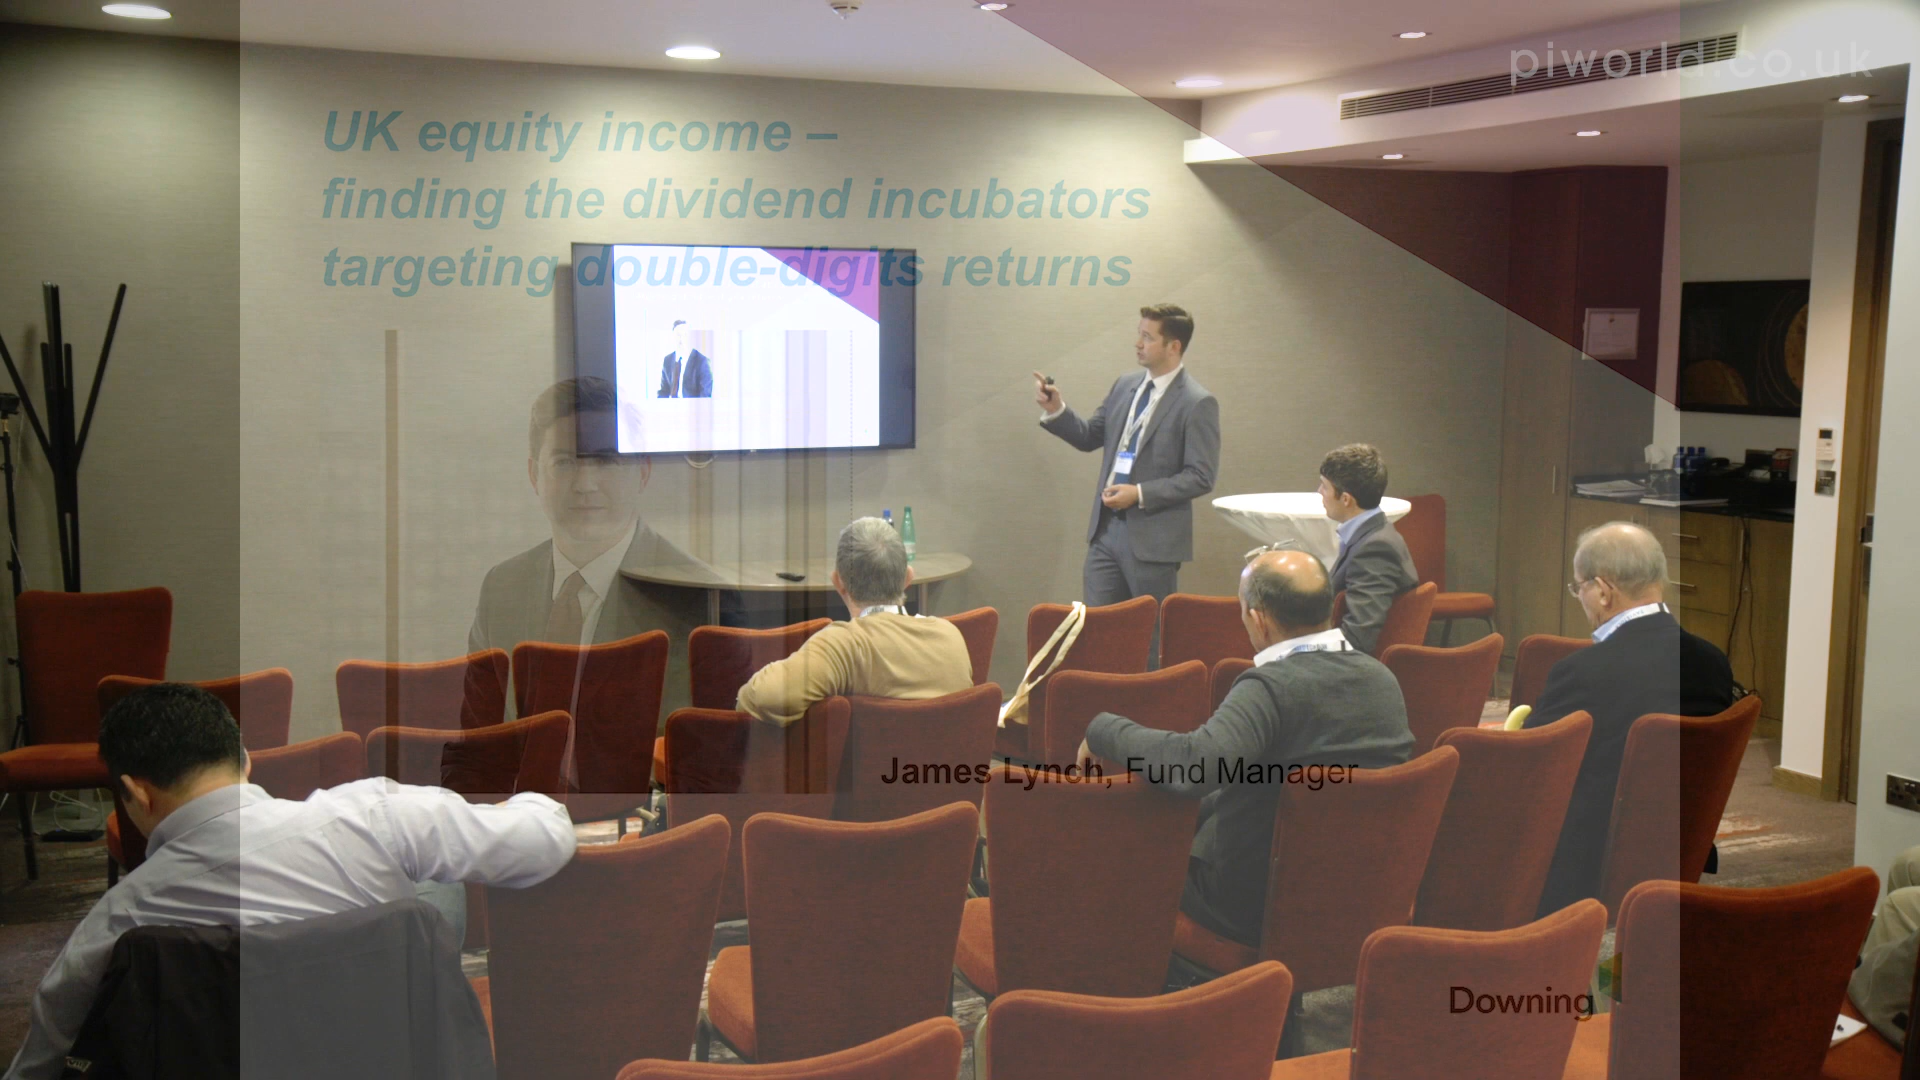 piworld.co.uk
UK equity income –
finding the dividend incubators
targeting double-digits returns
James Lynch, Fund Manager
Downing